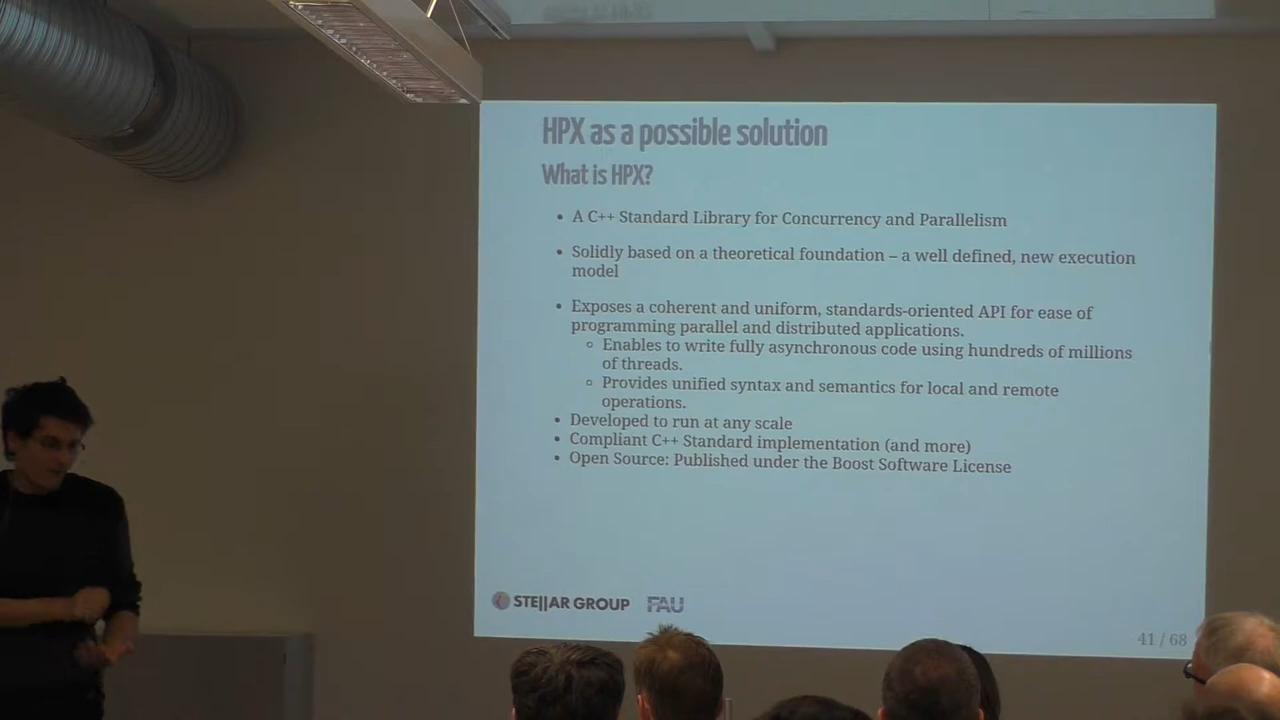 HPX as a possible solution
What is HPX?
• A C++ Standard Library for Concurrency and Parallelism
• Solidly based on a theoretical foundation – a well defined, new execution
model
• Exposes a coherent and uniform, standards-oriented API for ease of
programming parallel and distributed applications.
◦ Enables to write fully asynchronous code using hundreds of millions
of threads.
◦ Provides unified syntax and semantics for local and remote
operations.
• Developed to run at any scale
• Compliant C++ Standard implementation (and more)
• Open Source: Published under the Boost Software License
STE||AR GROUP FAU
41 / 68